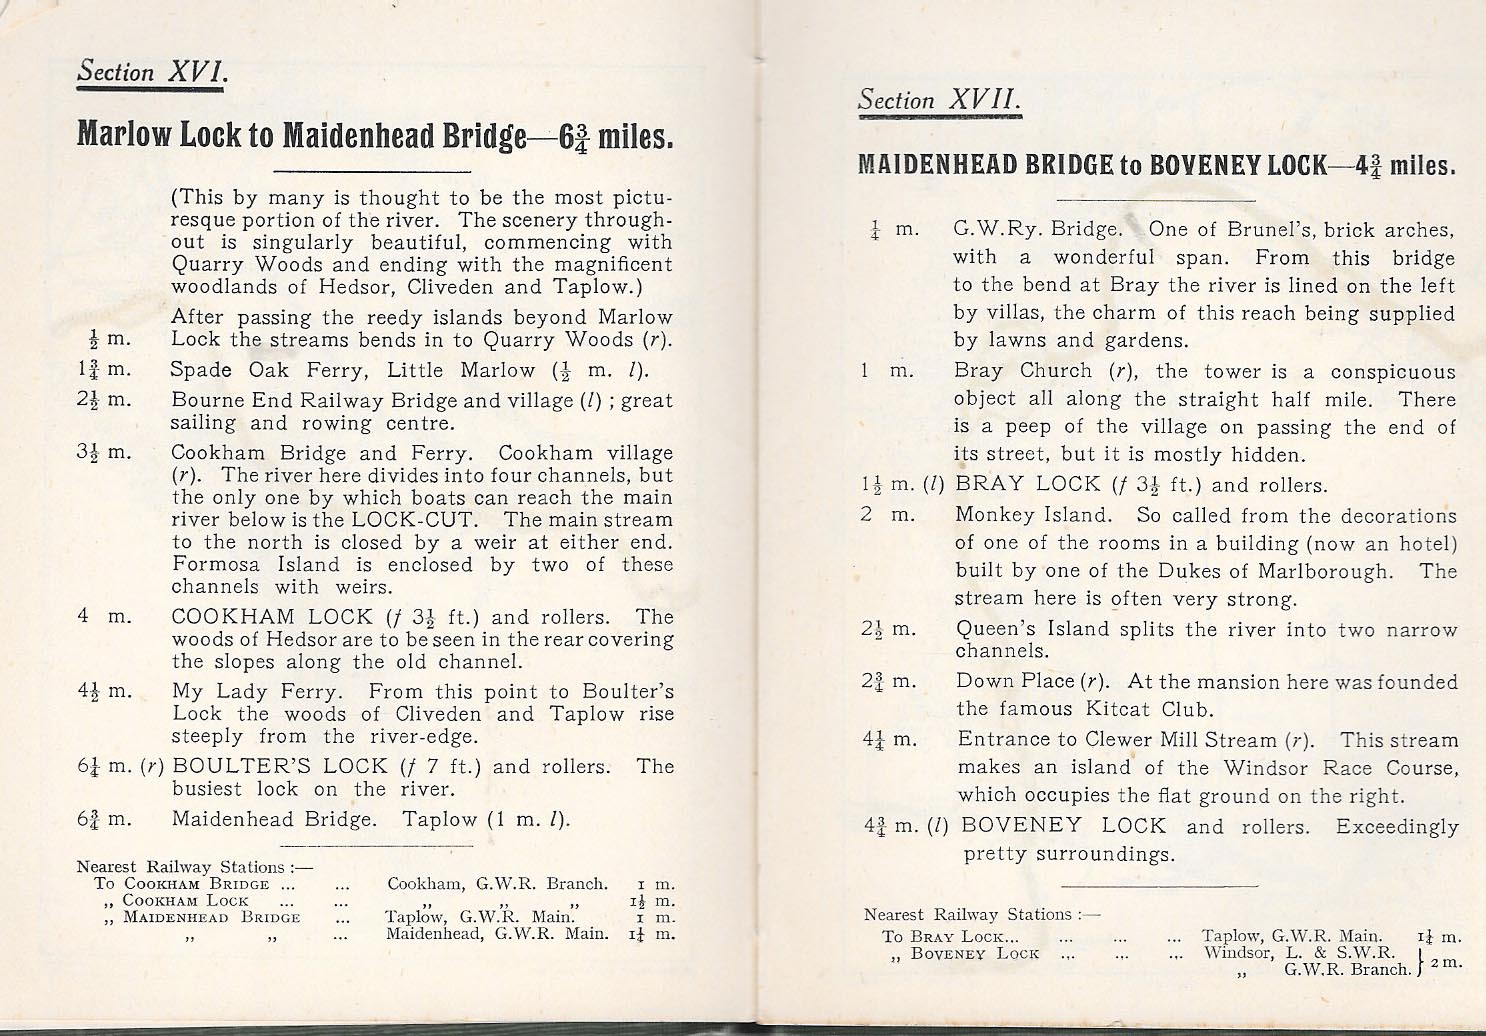 Section XVI.
Marlow Lock to Maidenhead Bridge—6¾ miles.
(This by many is thought to be the most pictu-
resque portion of the river. The scenery through-
out is singularly beautiful, commencing with
Quarry Woods and ending with the magnificent
woodlands of Hedsor, Cliveden and Taplow.)
After passing the reedy islands beyond Marlow
½ m. Lock the streams bends in to Quarry Woods (r).
1¾ m. Spade Oak Ferry, Little Marlow (½ m. l).
2½ m. Bourne End Railway Bridge and village (l) ; great
sailing and rowing centre.
3½ m. Cookham Bridge and Ferry. Cookham village
(r). The river here divides into four channels, but
the only one by which boats can reach the main
river below is the LOCK-CUT. The main stream
to the north is closed by a weir at either end.
Formosa Island is enclosed by two of these
channels with weirs.
4 m. COOKHAM LOCK (f 3½ ft.) and rollers. The
woods of Hedsor are to be seen in the rear covering
the slopes along the old channel.
4½ m. My Lady Ferry. From this point to Boulter's
Lock the woods of Cliveden and Taplow rise
steeply from the river-edge.
6¼ m. (r) BOULTER'S LOCK (f 7 ft.) and rollers. The
busiest lock on the river.
6¾ m. Maidenhead Bridge. Taplow (1 m. l).
Nearest Railway Stations :—
To COOKHAM BRIDGE ... ... Cookham, G.W.R. Branch. 1 m.
,, COOKHAM LOCK ... ... ,, ,, ,, 1½ m.
,, MAIDENHEAD BRIDGE ... Taplow, G.W.R. Main. 1 m.
,, ,, ... Maidenhead, G.W.R. Main. 1¼ m.
Section XVII.
MAIDENHEAD BRIDGE to BOVENEY LOCK—4¾ miles.
¼ m. G.W.Ry. Bridge. One of Brunel's, brick arches,
with a wonderful span. From this bridge
to the bend at Bray the river is lined on the left
by villas, the charm of this reach being supplied
by lawns and gardens.
1 m. Bray Church (r), the tower is a conspicuous
object all along the straight half mile. There
is a peep of the village on passing the end of
its street, but it is mostly hidden.
1½ m. (l) BRAY LOCK (f 3½ ft.) and rollers.
2 m. Monkey Island. So called from the decorations
of one of the rooms in a building (now an hotel)
built by one of the Dukes of Marlborough. The
stream here is often very strong.
2½ m. Queen's Island splits the river into two narrow
channels.
2¾ m. Down Place (r). At the mansion here was founded
the famous Kitcat Club.
4¼ m. Entrance to Clewer Mill Stream (r). This stream
makes an island of the Windsor Race Course,
which occupies the flat ground on the right.
4¾ m. (l) BOVENEY LOCK and rollers. Exceedingly
pretty surroundings.
Nearest Railway Stations :—
To BRAY LOCK... ... ... ... Taplow, G.W.R. Main. 1¼ m.
,, BOVENEY LOCK ... ... ... Windsor, L. & S.W.R. } 2 m.
,, G.W.R. Branch.